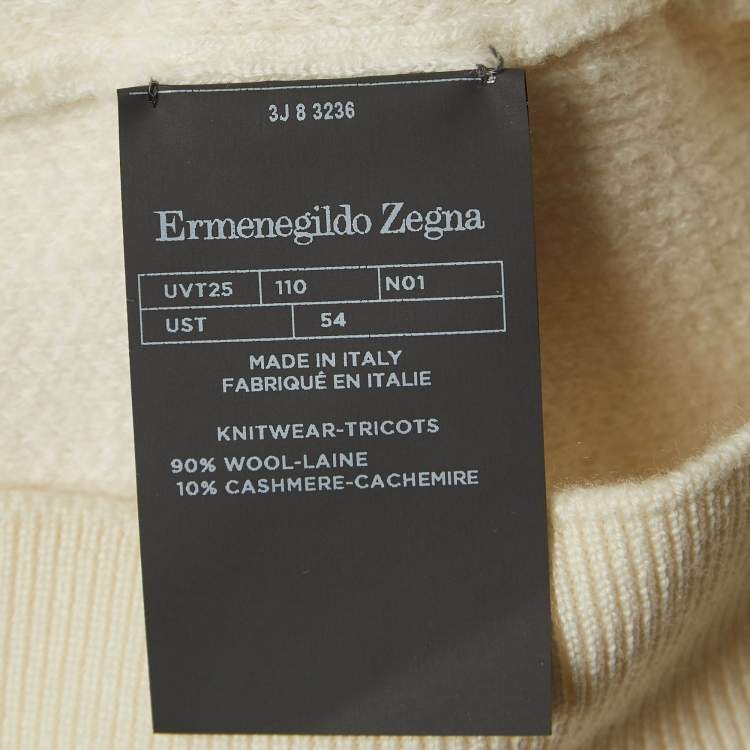 3J 8 3236
Ermenegildo Zegna
UVT25 110 N01
UST 54
MADE IN ITALY
FABRIQUÉ EN ITALIE
KNITWEAR-TRICOTS
90% WOOL-LAINE
10% CASHMERE-CACHEMIRE